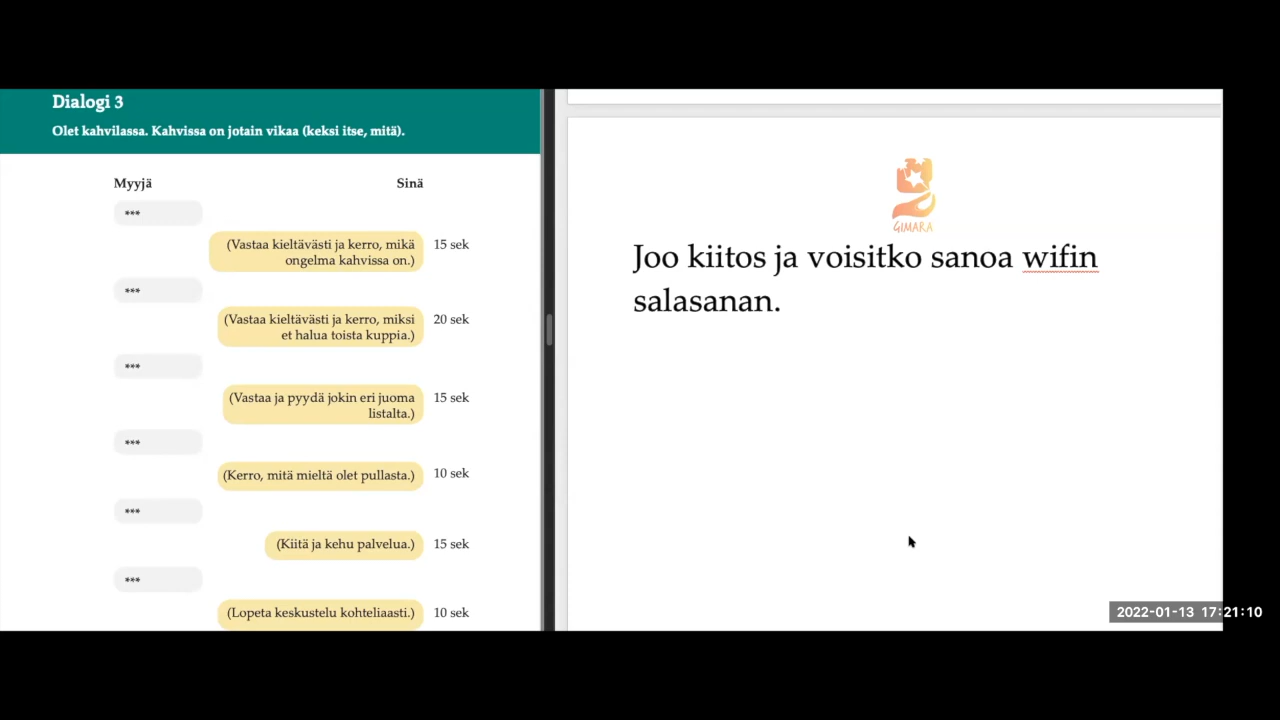 Dialogi 3
Olet kahvilassa. Kahvissa on jotain vikaa (keksi itse, mitä).
Myyjä
Sinä
***
(Vastaa kieltävästi ja kerro, mikä
ongelma kahvissa on.)
15 sek
***
(Vastaa kieltävästi ja kerro, miksi
et halua toista kuppia.)
20 sek
***
(Vastaa ja pyydä jokin eri juoma
listalta.)
15 sek
***
(Kerro, mitä mieltä olet pullasta.)
10 sek
***
(Kiitä ja kehu palvelua.)
15 sek
***
(Lopeta keskustelu kohteliaasti.)
10 sek
GIMARA
Joo kiitos ja voisitko sanoa wifin
salasanan.
2022-01-13 17:21:10